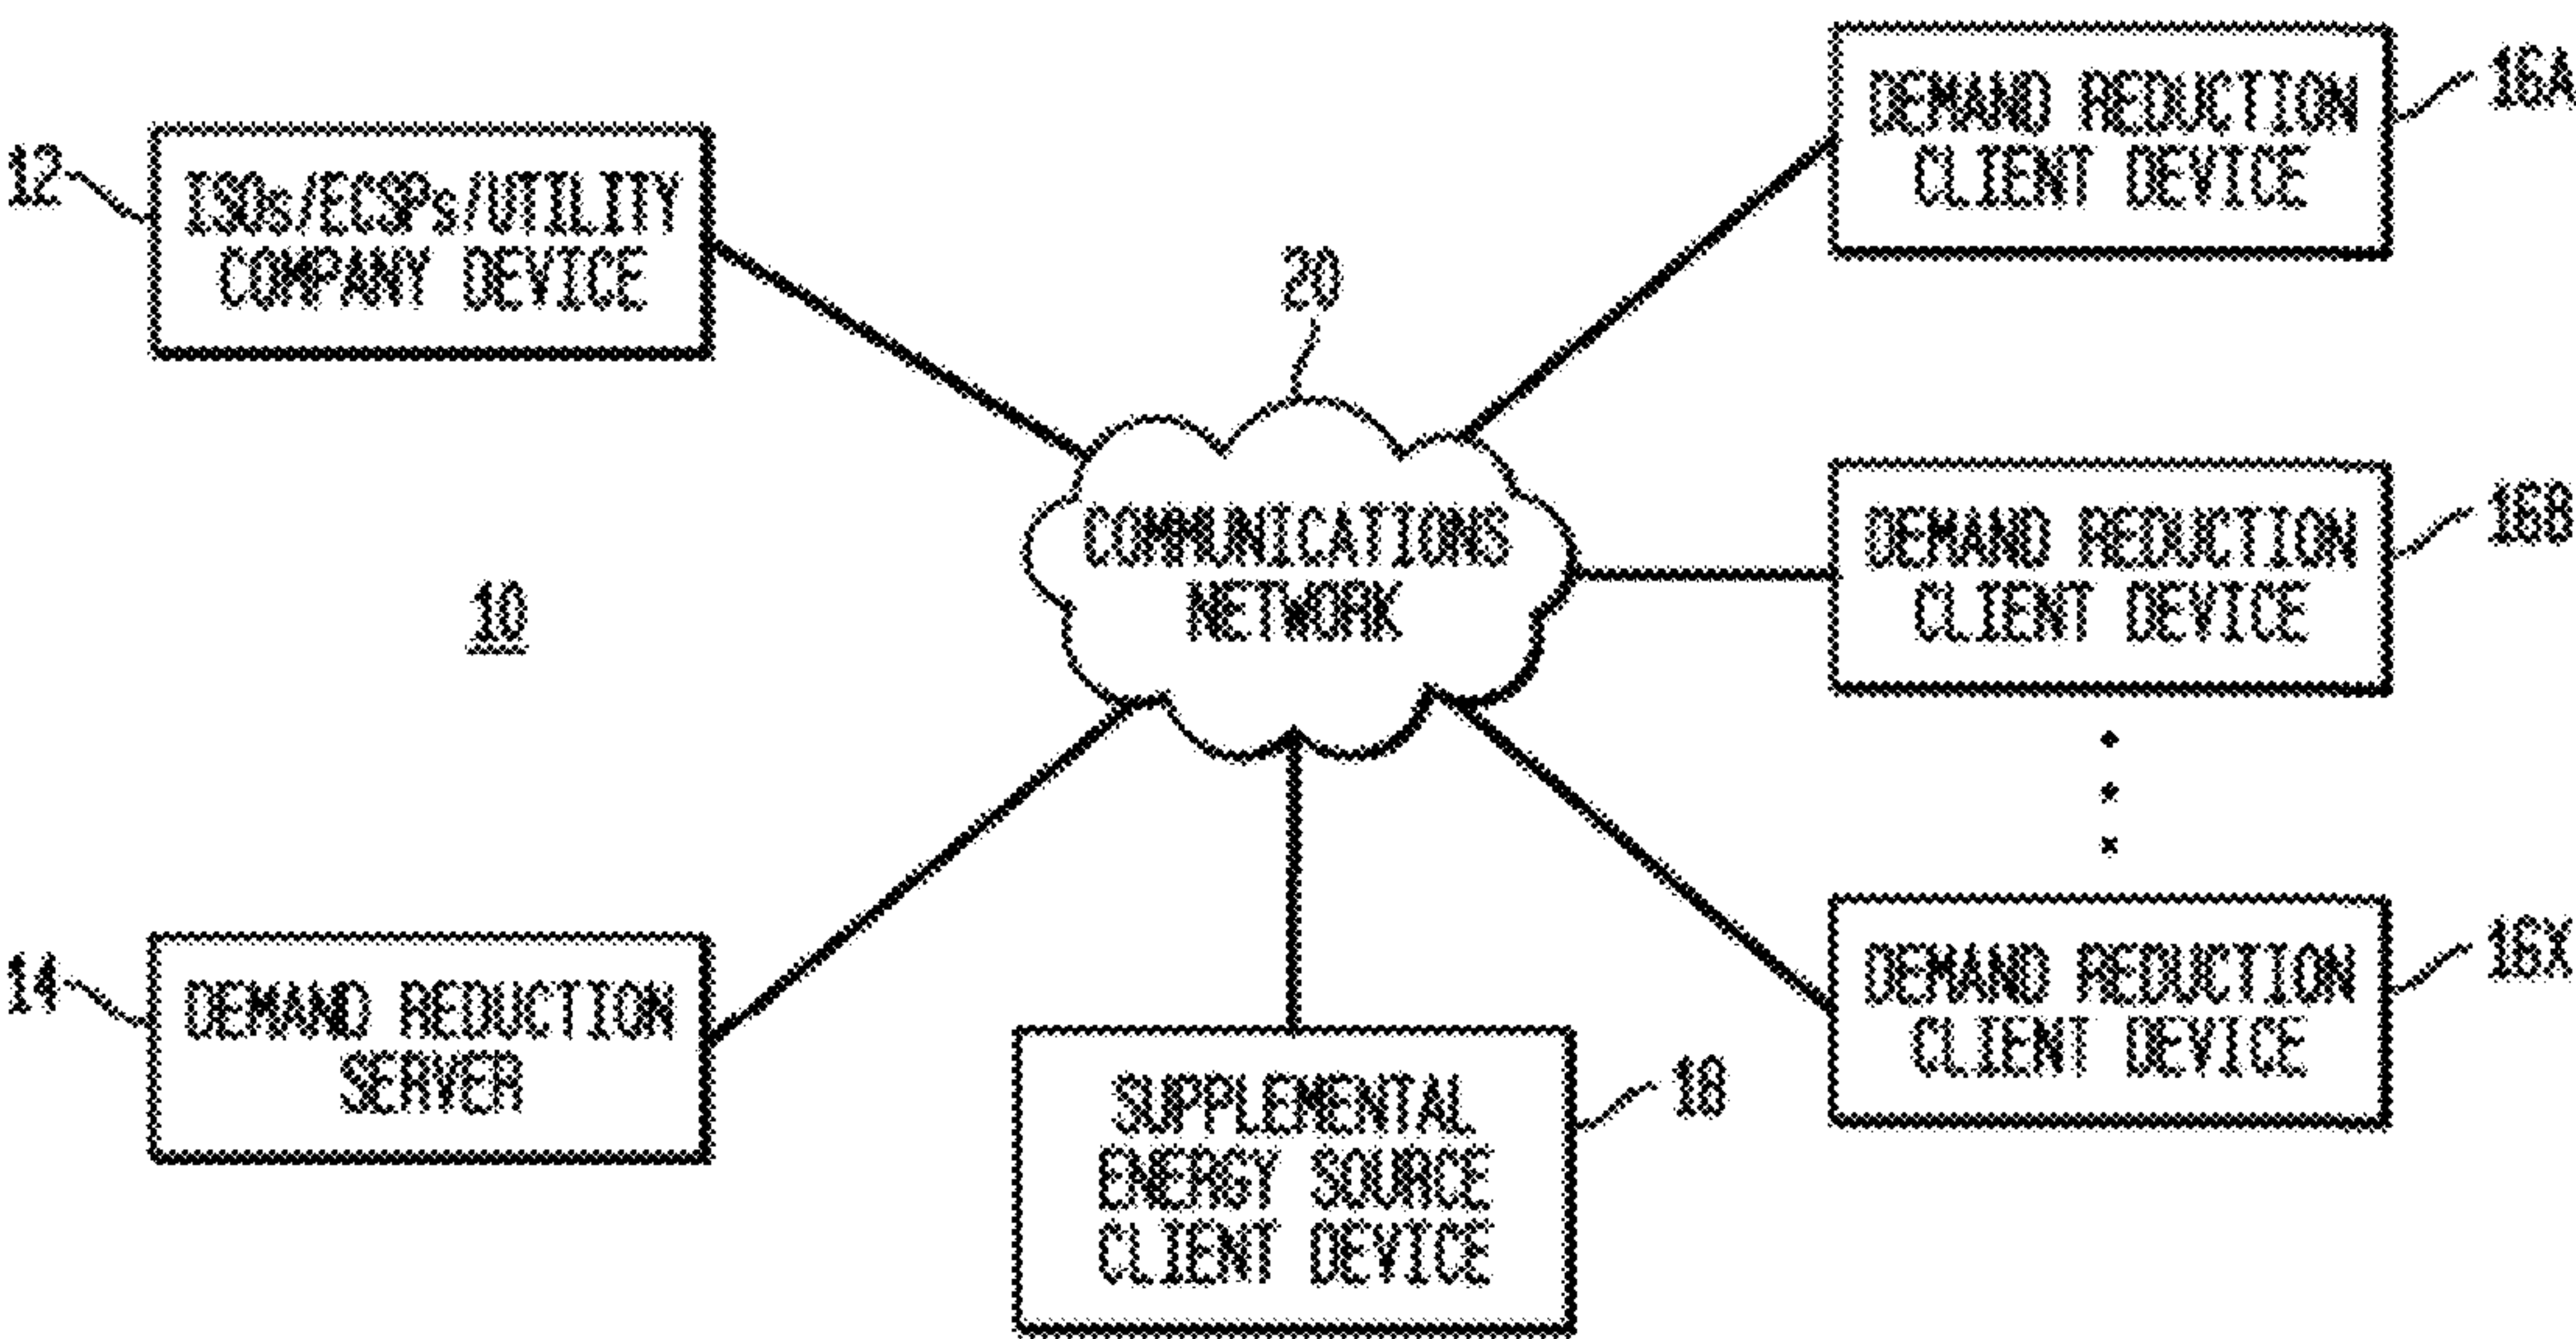 16A
DEMAND REDUCTION
CLIENT DEVICE
12
ISOs/ECSPs/UTILITY
COMPANY DEVICE
20
16B
DEMAND REDUCTION
CLIENT DEVICE
COMMUNICATIONS
NETWORK
10
16X
DEMAND REDUCTION
CLIENT DEVICE
14
DEMAND REDUCTION
SERVER
18
SUPPLEMENTAL
ENERGY SOURCE
CLIENT DEVICE